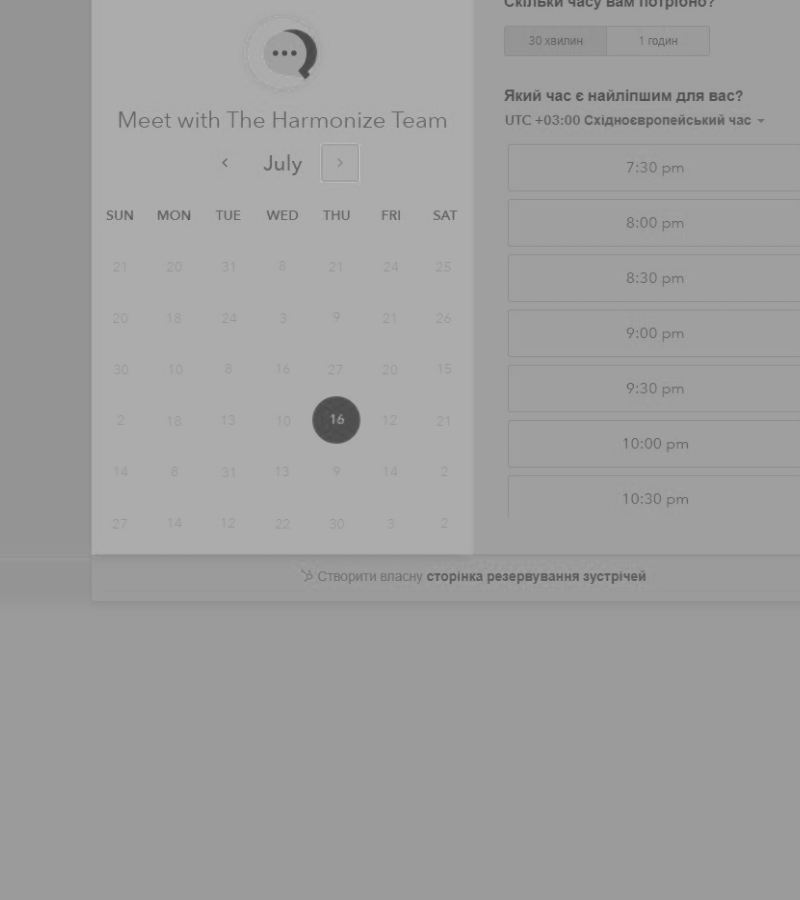 Скільки часу вам потрібно?
30 хвилин
1 годин
Meet with The Harmonize Team
July
SUN MON TUE WED THU FRI SAT
21 20 31 8 21 24 25
20 18 24 3 9 21 26
30 10 8 16 27 20 15
2 18 13 10 16 12 21
14 8 31 13 9 14 2
27 14 12 22 30 3 2
Який час є найліпшим для вас?
UTC +03:00 Східноєвропейський час
7:30 pm
8:00 pm
8:30 pm
9:00 pm
9:30 pm
10:00 pm
10:30 pm
Створити власну сторінка резервування зустрічей